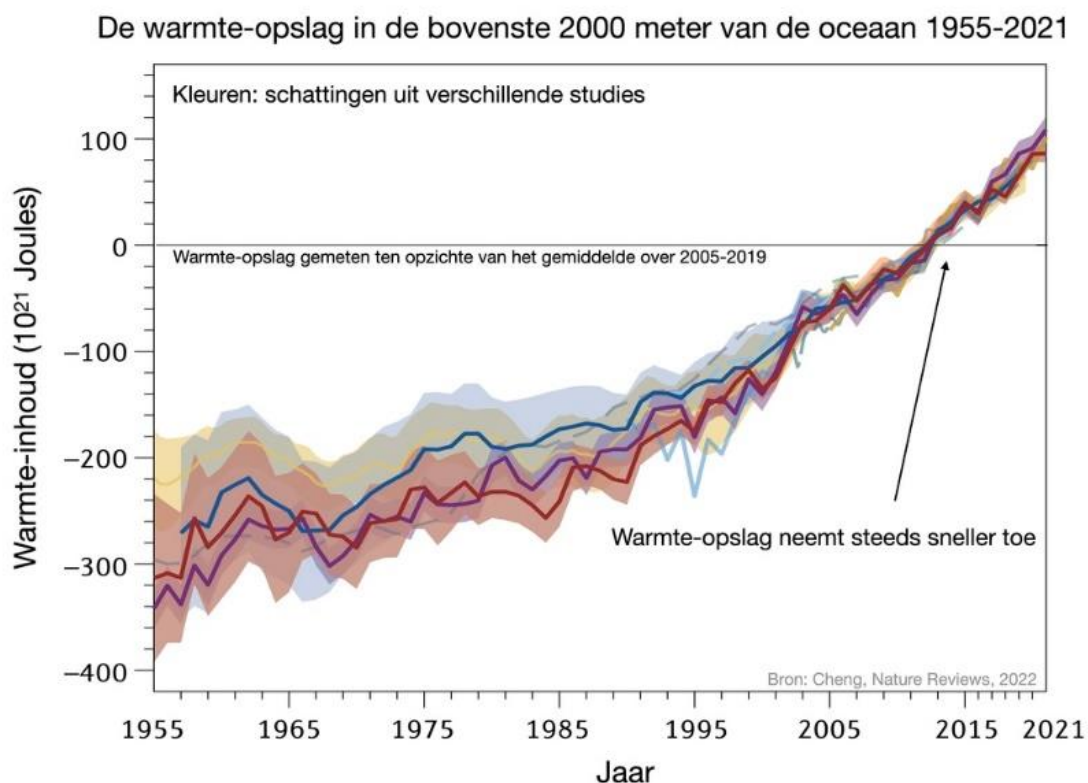 De warmte-opslag in de bovenste 2000 meter van de oceaan 1955-2021
Kleuren: schattingen uit verschillende studies
100
0
Warmte-opslag gemeten ten opzichte van het gemiddelde over 2005-2019
−100
−200
−300
−400
Warmte-inhoud (10²¹ Joules)
Warmte-opslag neemt steeds sneller toe
Bron: Cheng, Nature Reviews, 2022
1955 1965 1975 1985 1995 2005 2015 2021
Jaar